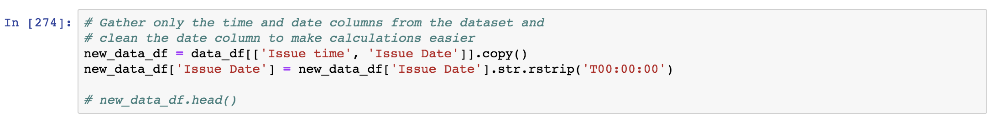 In [274]: # Gather only the time and date columns from the dataset and
# clean the date column to make calculations easier
new_data_df = data_df[['Issue time', 'Issue Date']].copy()
new_data_df['Issue Date'] = new_data_df['Issue Date'].str.rstrip('T00:00:00')
# new_data_df.head()